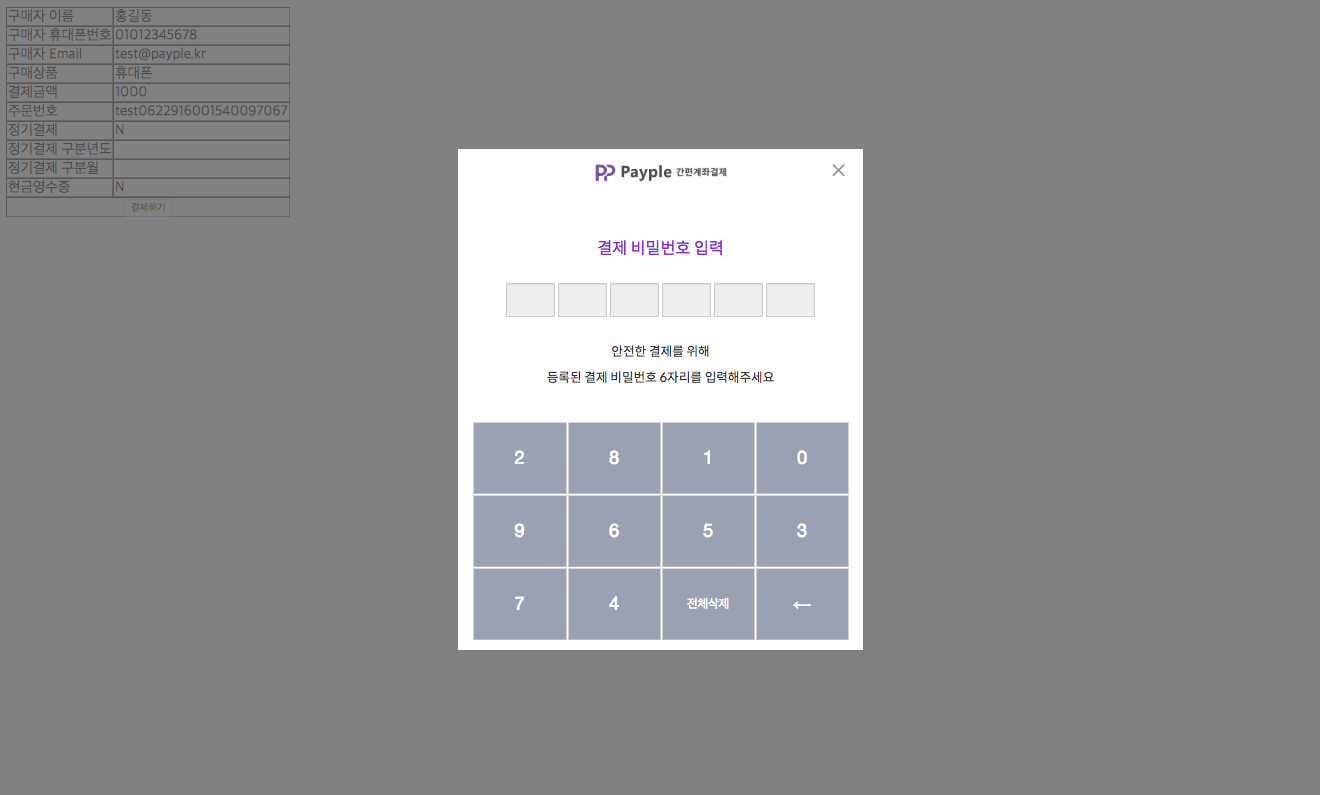 구매자 이름 홍길동
구매자 휴대폰번호 01012345678
구매자 Email test@payple.kr
구매상품 휴대폰
결제금액 1000
주문번호 test0622916001540097067
정기결제 N
정기결제 구분년도
정기결제 구분월
현금영수증 N
결제하기
Payple 간편계좌결제
결제 비밀번호 입력
안전한 결제를 위해
등록된 결제 비밀번호 6자리를 입력해주세요
2 8 1 0
9 6 5 3
7 4 전체삭제 ←